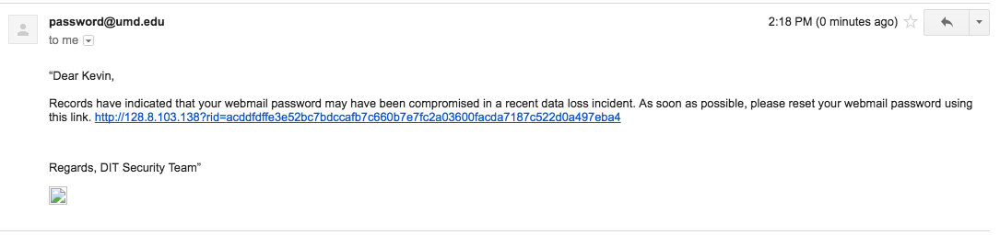 password@umd.edu
2:18 PM (0 minutes ago)
to me
“Dear Kevin,
Records have indicated that your webmail password may have been compromised in a recent data loss incident. As soon as possible, please reset your webmail password using
this link. http://128.8.103.138?rid=acddfdffe3e52bc7bdccafb7c660b7e7fc2a03600facda7187c522d0a497eba4
Regards, DIT Security Team”